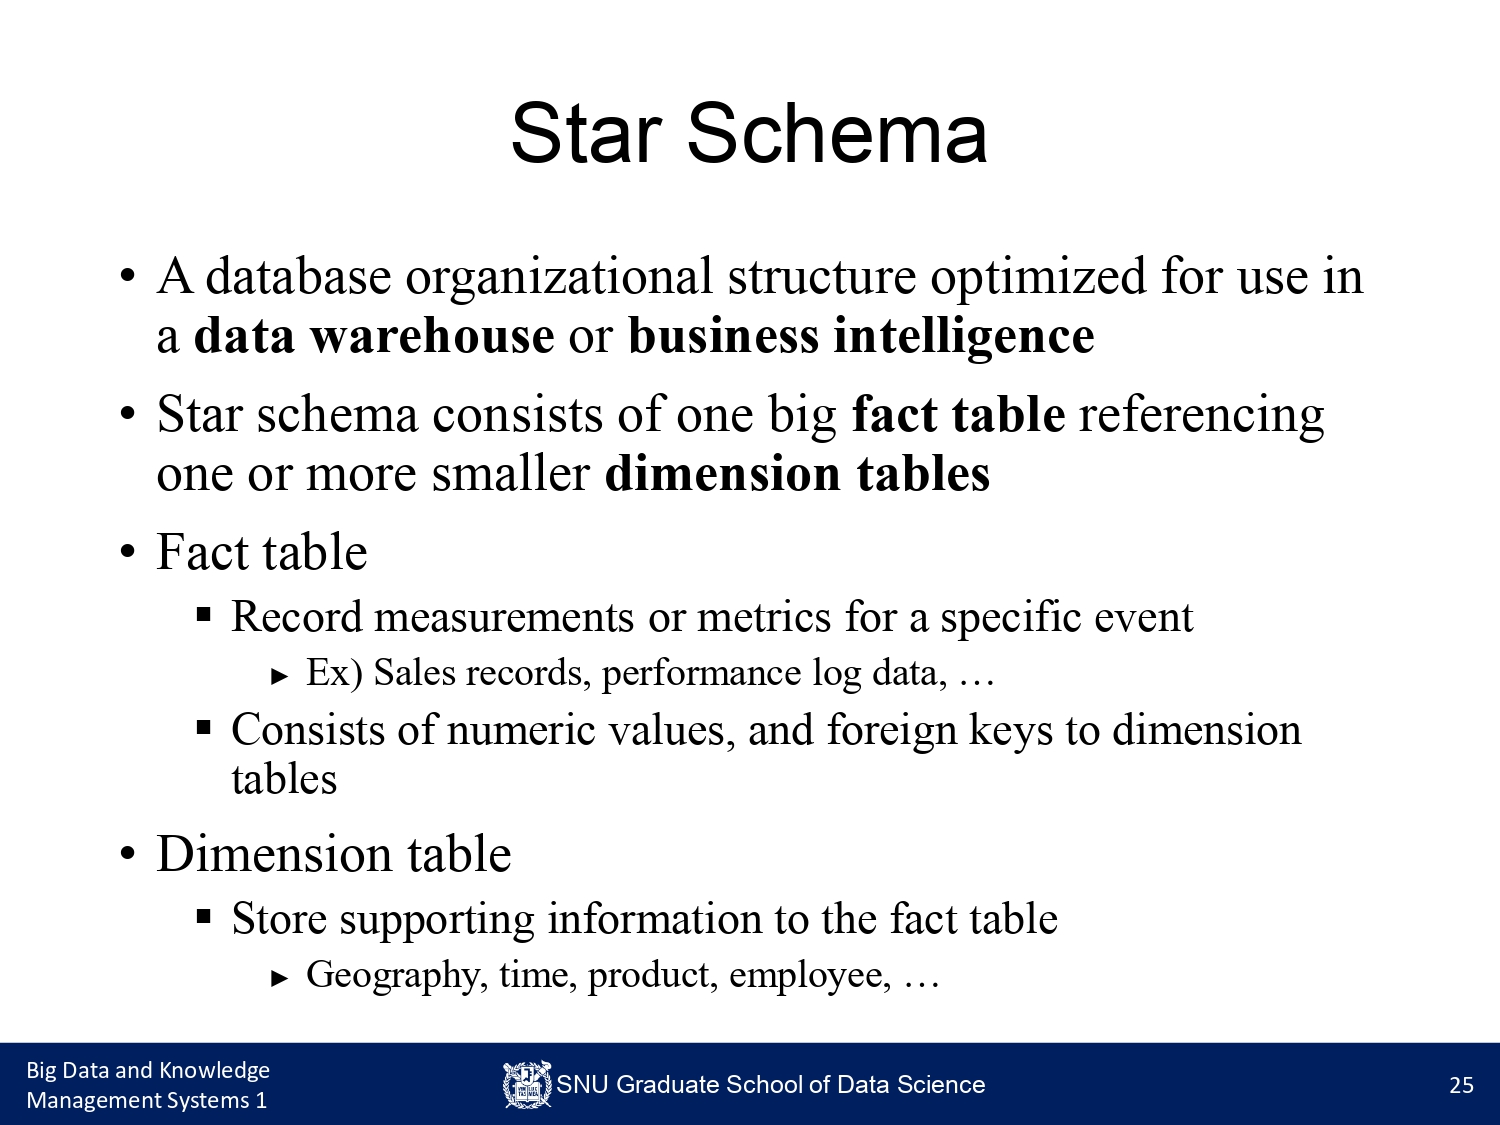 Star Schema
• A database organizational structure optimized for use in
a data warehouse or business intelligence
• Star schema consists of one big fact table referencing
one or more smaller dimension tables
• Fact table
▪ Record measurements or metrics for a specific event
► Ex) Sales records, performance log data, …
▪ Consists of numeric values, and foreign keys to dimension
tables
• Dimension table
▪ Store supporting information to the fact table
► Geography, time, product, employee, …
Big Data and Knowledge
Management Systems 1
SNU Graduate School of Data Science
25